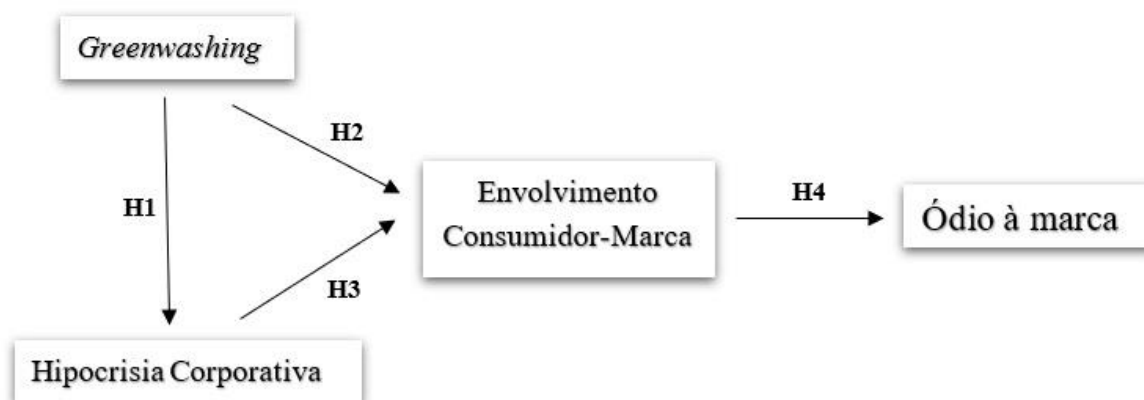 Greenwashing
H2
H1
Envolvimento
Consumidor-Marca
H4
Ódio à marca
H3
Hipocrisia Corporativa